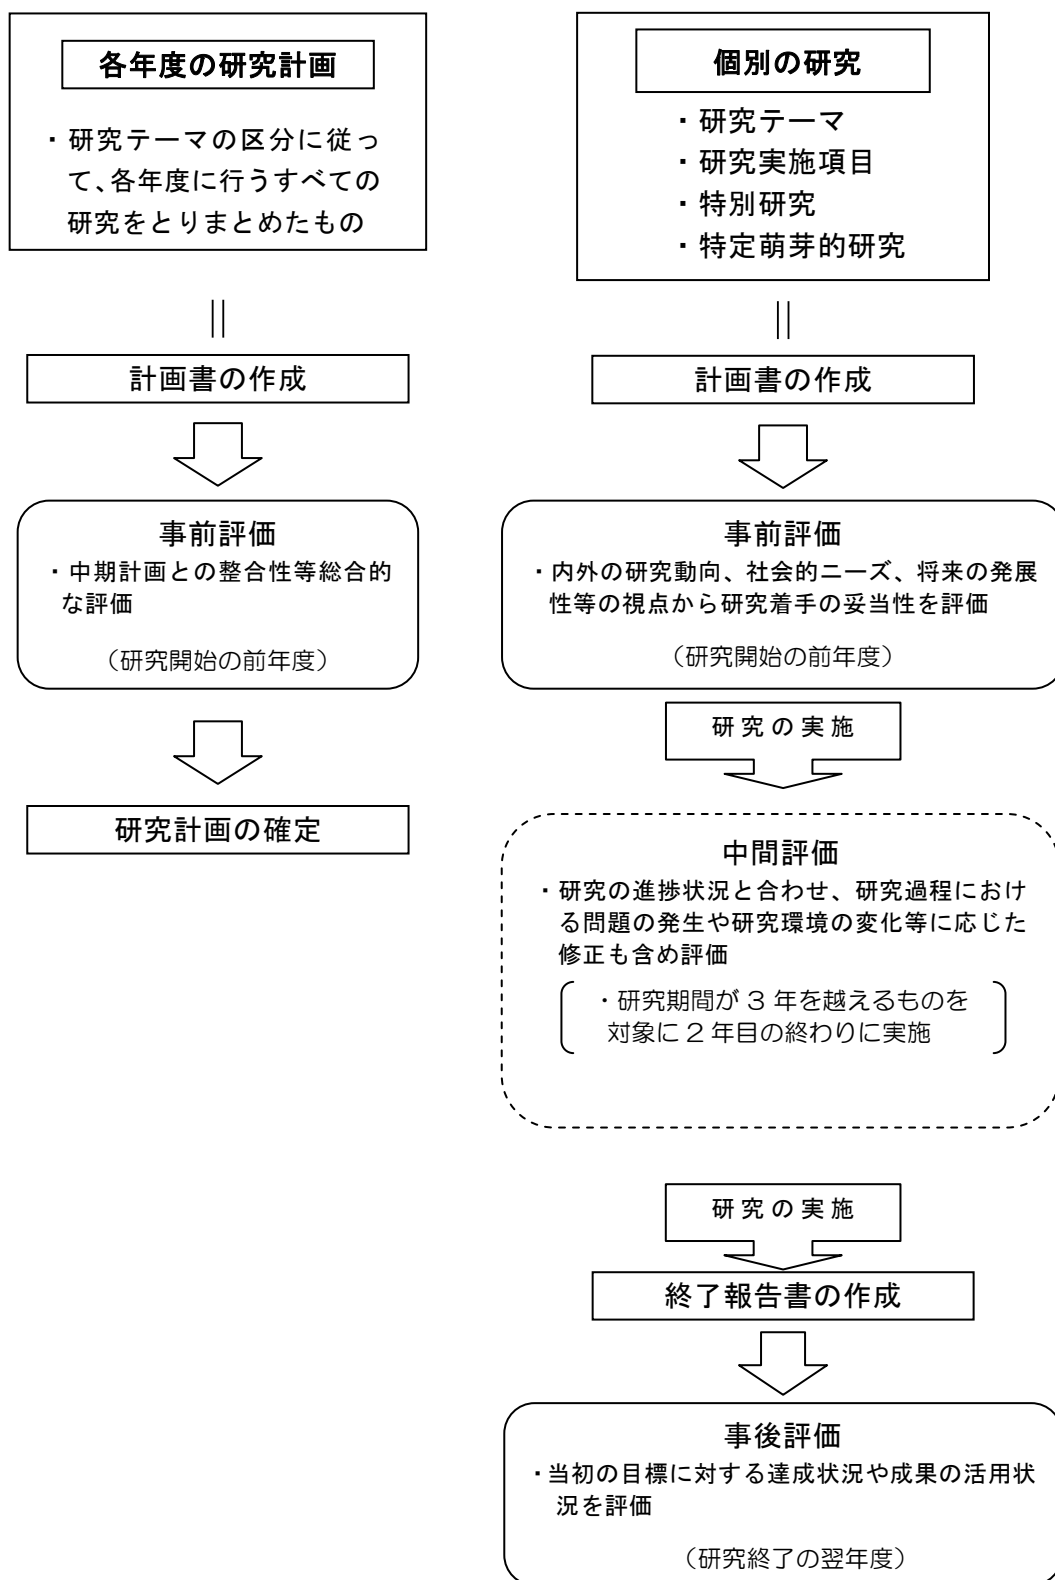 各年度の研究計画
・研究テーマの区分に従っ
て、各年度に行うすべての
研究をとりまとめたもの
計画書の作成
事前評価
・中期計画との整合性等総合的
な評価
（研究開始の前年度）
研究計画の確定
個別の研究
・研究テーマ
・研究実施項目
・特別研究
・特定萌芽的研究
計画書の作成
事前評価
・内外の研究動向、社会的ニーズ、将来の発展
性等の視点から研究着手の妥当性を評価
（研究開始の前年度）
研究の実施
中間評価
・研究の進捗状況と合わせ、研究過程におけ
る問題の発生や研究環境の変化等に応じた
修正も含め評価
・研究期間が3年を越えるものを
対象に2年目の終わりに実施
研究の実施
終了報告書の作成
事後評価
・当初の目標に対する達成状況や成果の活用状
況を評価
（研究終了の翌年度）